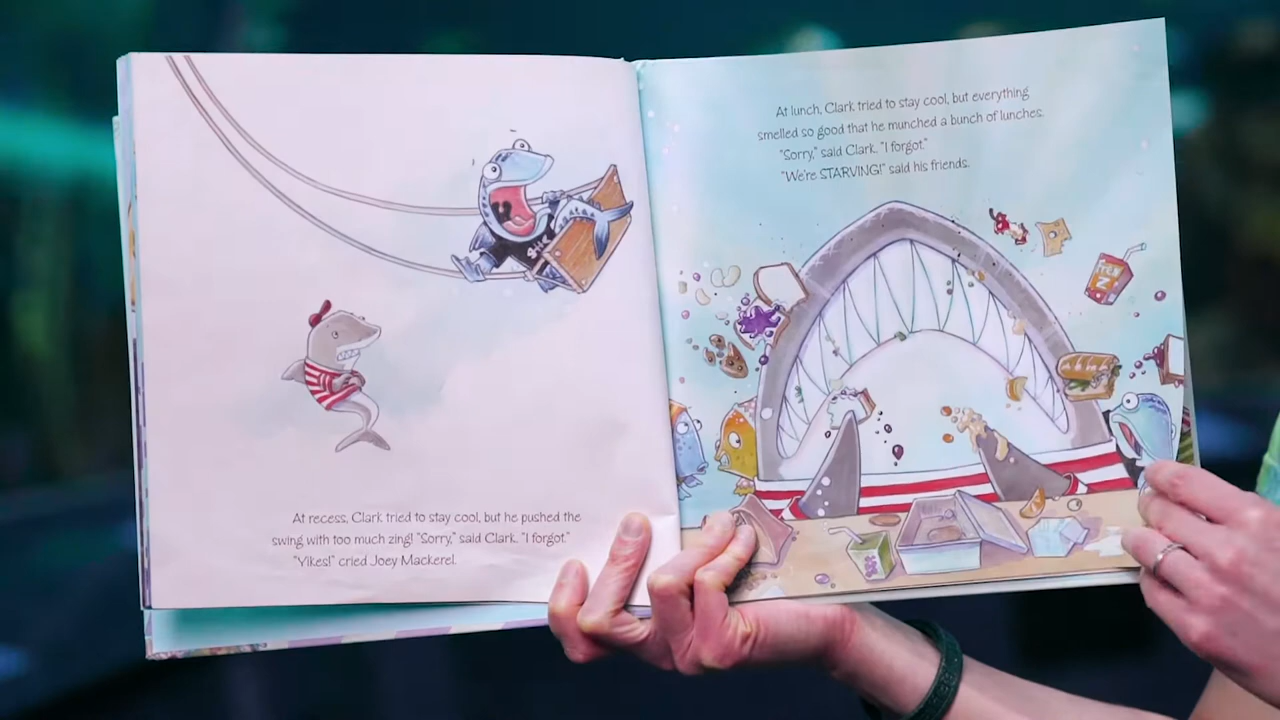 At recess, Clark tried to stay cool, but he pushed the
swing with too much zing! "Sorry," said Clark. "I forgot."
"Yikes!" cried Joey Mackerel.
At lunch, Clark tried to stay cool, but everything
smelled so good that he munched a bunch of lunches.
"Sorry," said Clark. "I forgot."
"We're STARVING!" said his friends.